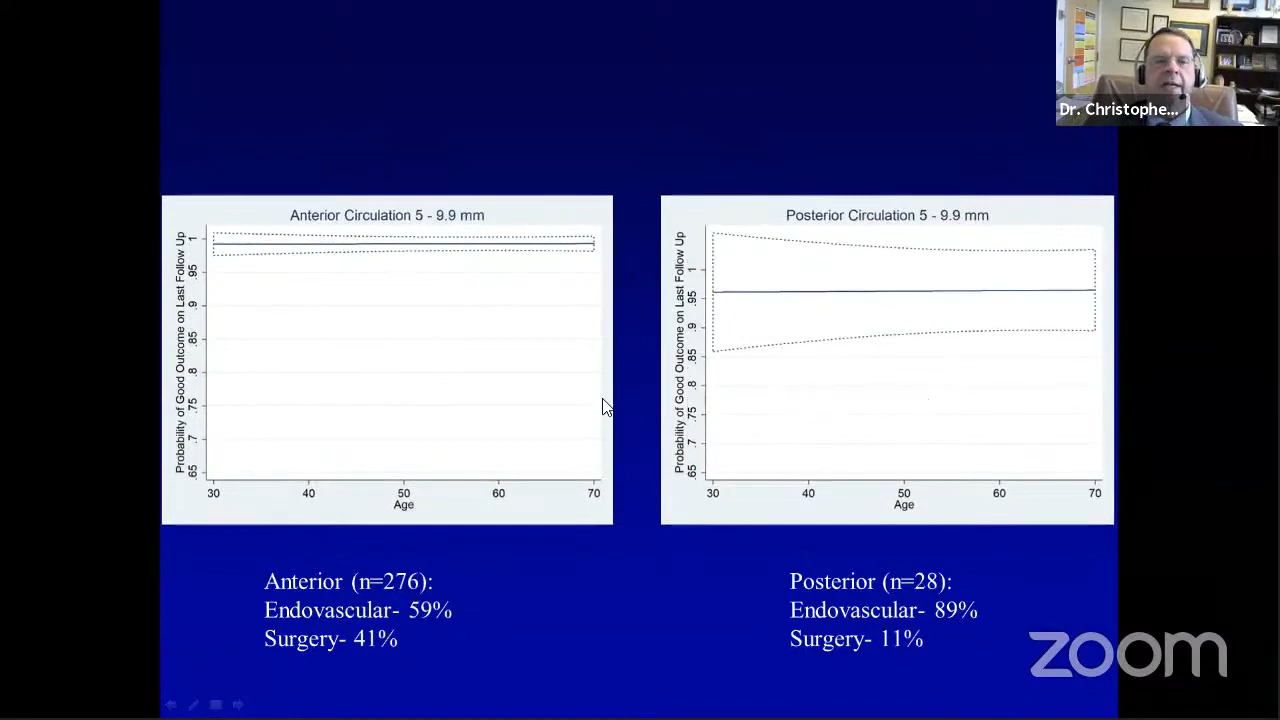 Dr. Christophe...
Anterior Circulation 5 - 9.9 mm
Probability of Good Outcome on Last Follow Up
1
.95
.9
.85
.8
.75
.7
.65
30 40 50 60 70
Age
Posterior Circulation 5 - 9.9 mm
Probability of Good Outcome on Last Follow Up
1
.95
.9
.85
.8
.75
.7
.65
30 40 50 60 70
Age
Anterior (n=276):
Endovascular- 59%
Surgery- 41%
Posterior (n=28):
Endovascular- 89%
Surgery- 11%
zoom